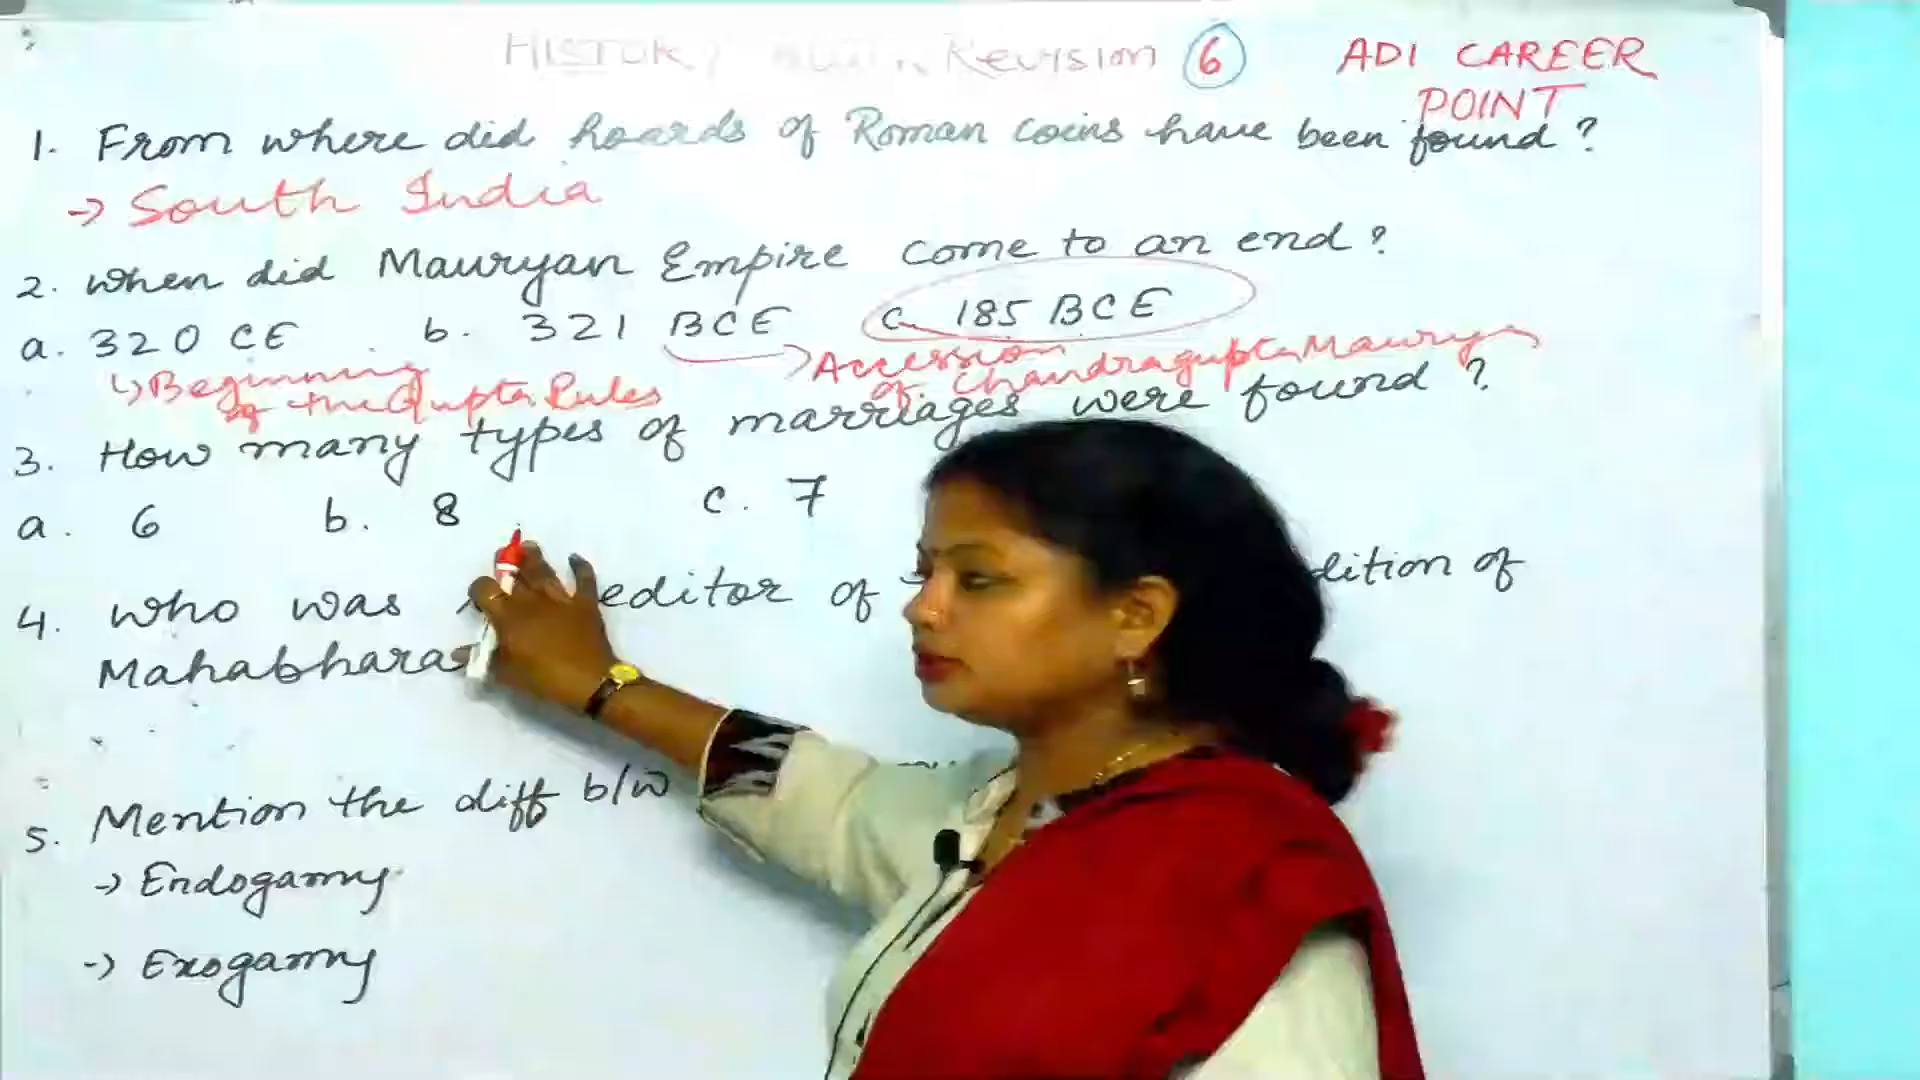 HISTORY Revision 6
ADI CAREER
POINT
1. From where did hoards of Roman coins have been found?
→ South India
2. When did Mauryan Empire come to an end?
a. 320 CE b. 321 BCE c. 185 BCE
↳ Beginning of the Gupta Rules
→ Accession of Chandragupta Maurya
3. How many types of marriages were found?
a. 6 b. 8 c. 7
4. Who was editor of dition of
Mahabhara
5. Mention the diff b/w
→ Endogamy
→ Exogamy